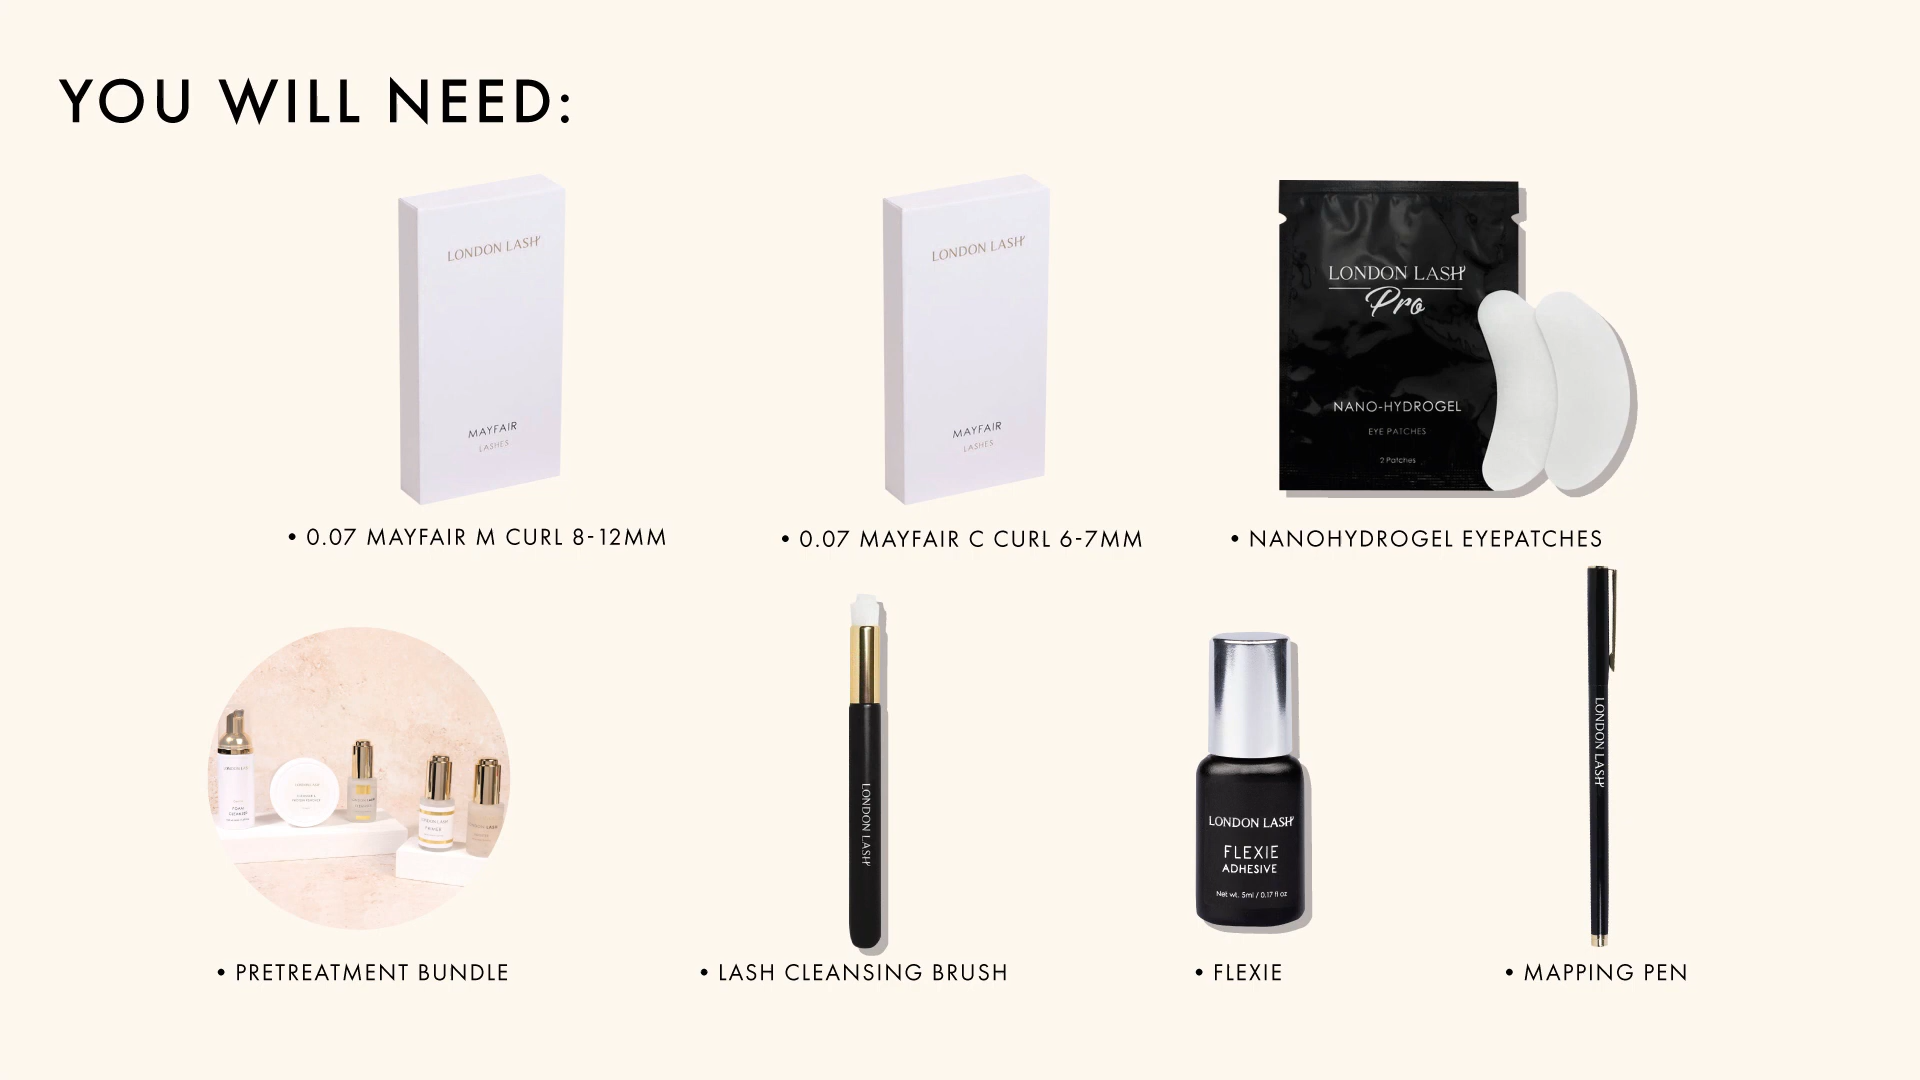 YOU WILL NEED:
LONDON LASH
MAYFAIR
LASHES
LONDON LASH
MAYFAIR
LASHES
LONDON LASH
Pro
NANO-HYDROGEL
EYE PATCHES
2 Patches
• 0.07 MAYFAIR M CURL 8-12MM
• 0.07 MAYFAIR C CURL 6-7MM
• NANOHYDROGEL EYEPATCHES
FOAM
PRIMER
LONDON LASH
LONDON LASH
FLEXIE
ADHESIVE
Net wt. 5ml / 0.17 fl oz
LONDON LASH
• PRETREATMENT BUNDLE
• LASH CLEANSING BRUSH
• FLEXIE
• MAPPING PEN